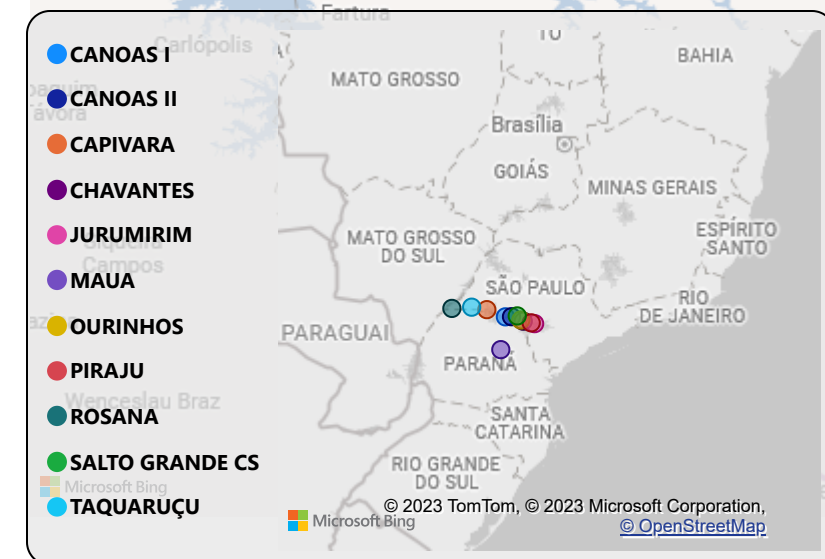 Fartura
Carlópolis
CANOAS I
CANOAS II
CAPIVARA
CHAVANTES
JURUMIRIM
Siqueira
Campos
MAUA
OURINHOS
PIRAJU
Wenceslau Braz
ROSANA
SALTO GRANDE CS
Microsoft Bing
TAQUARUÇU
TO
BAHIA
MATO GROSSO
Brasília
GOIÁS
MINAS GERAIS
MATO GROSSO
DO SUL
ESPÍRITO
SANTO
SÃO PAULO
RIO
DE JANEIRO
PARAGUAI
PARANÁ
SANTA
CATARINA
RIO GRANDE
DO SUL
Microsoft Bing
© 2023 TomTom, © 2023 Microsoft Corporation,
© OpenStreetMap